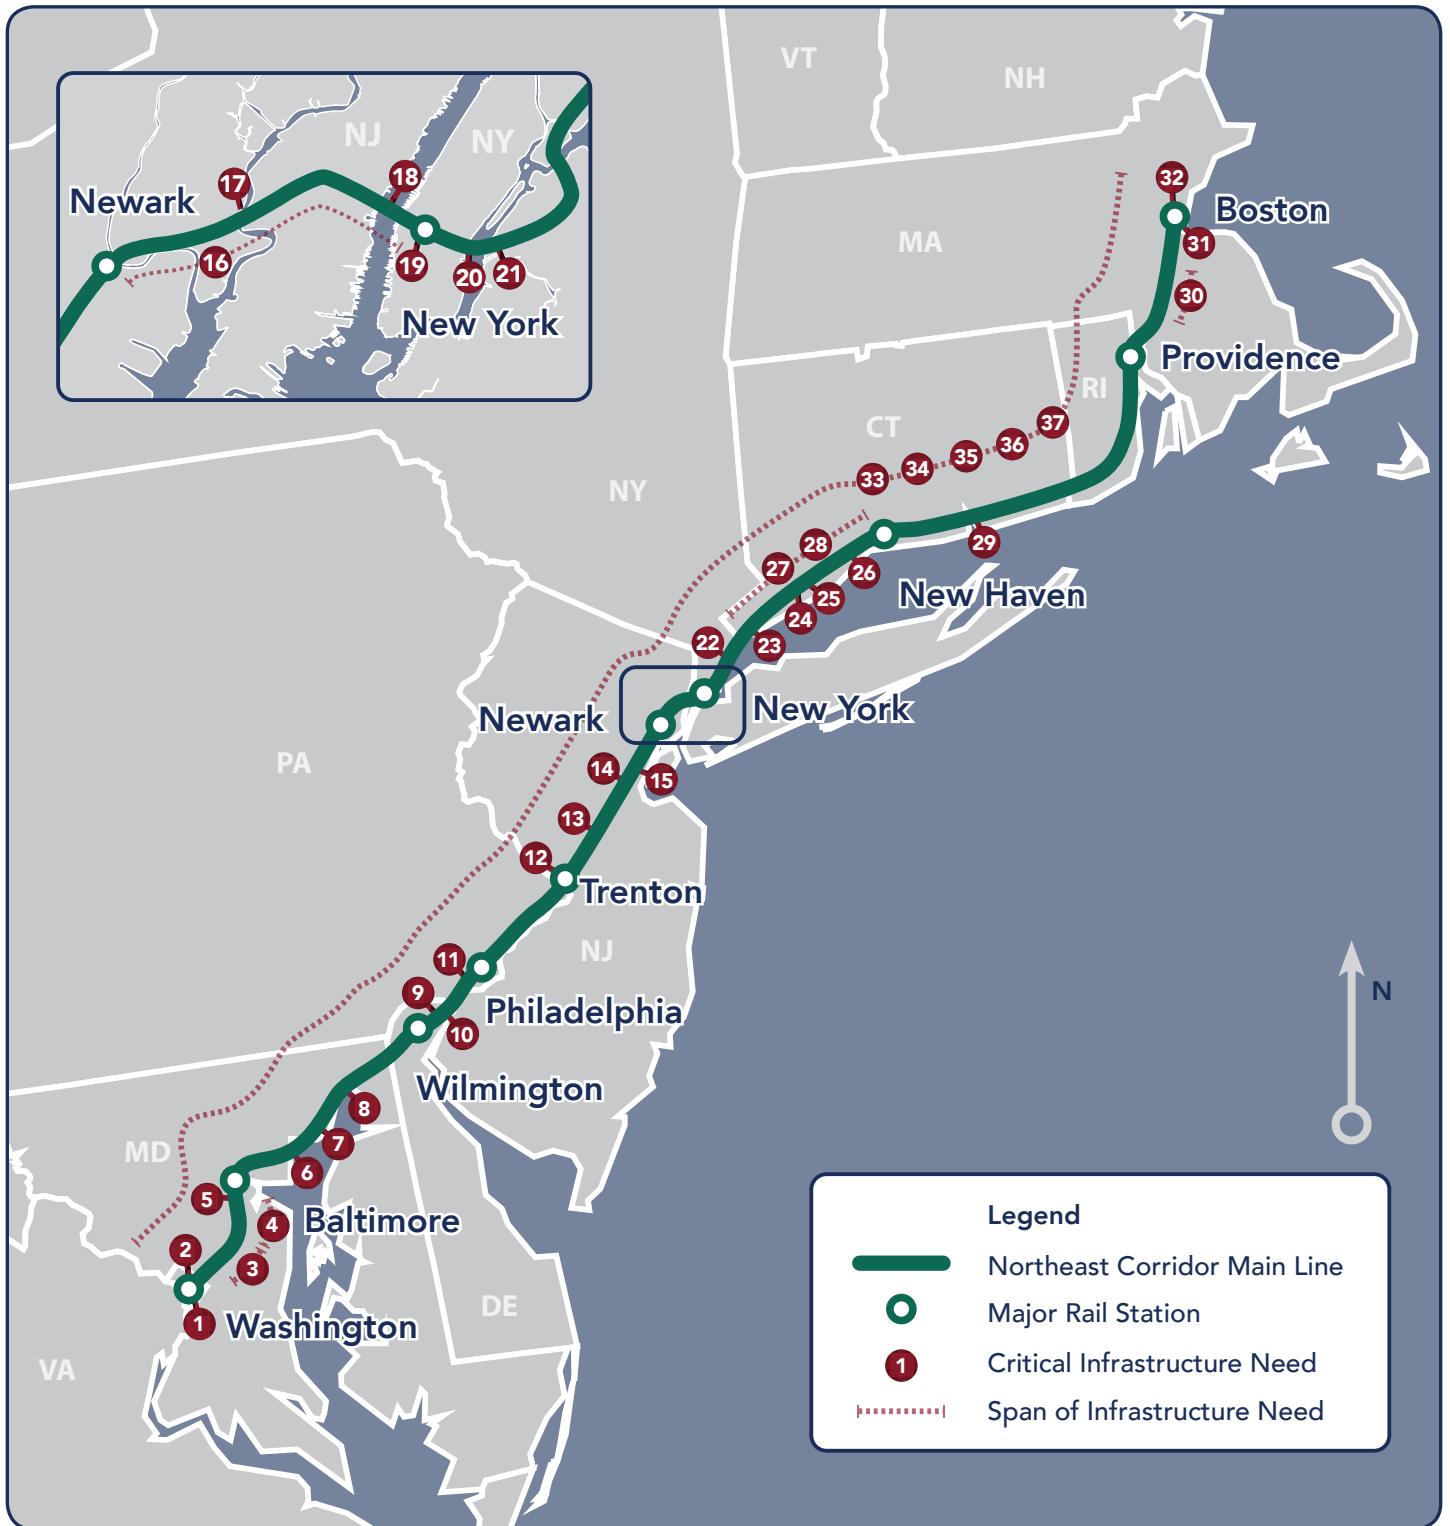 VT
NH
NJ
NY
17
18
Newark
16
19
20
21
New York
32
Boston
31
MA
30
Providence
RI
CT
37
36
35
34
33
NY
29
28
27
26
25
24
New Haven
22
23
Newark
New York
PA
14
15
13
12
Trenton
NJ
11
9
Philadelphia
10
N
Wilmington
8
7
MD
6
5
4
Baltimore
2
3
1
Washington
DE
VA
Legend
Northeast Corridor Main Line
Major Rail Station
1
Critical Infrastructure Need
Span of Infrastructure Need